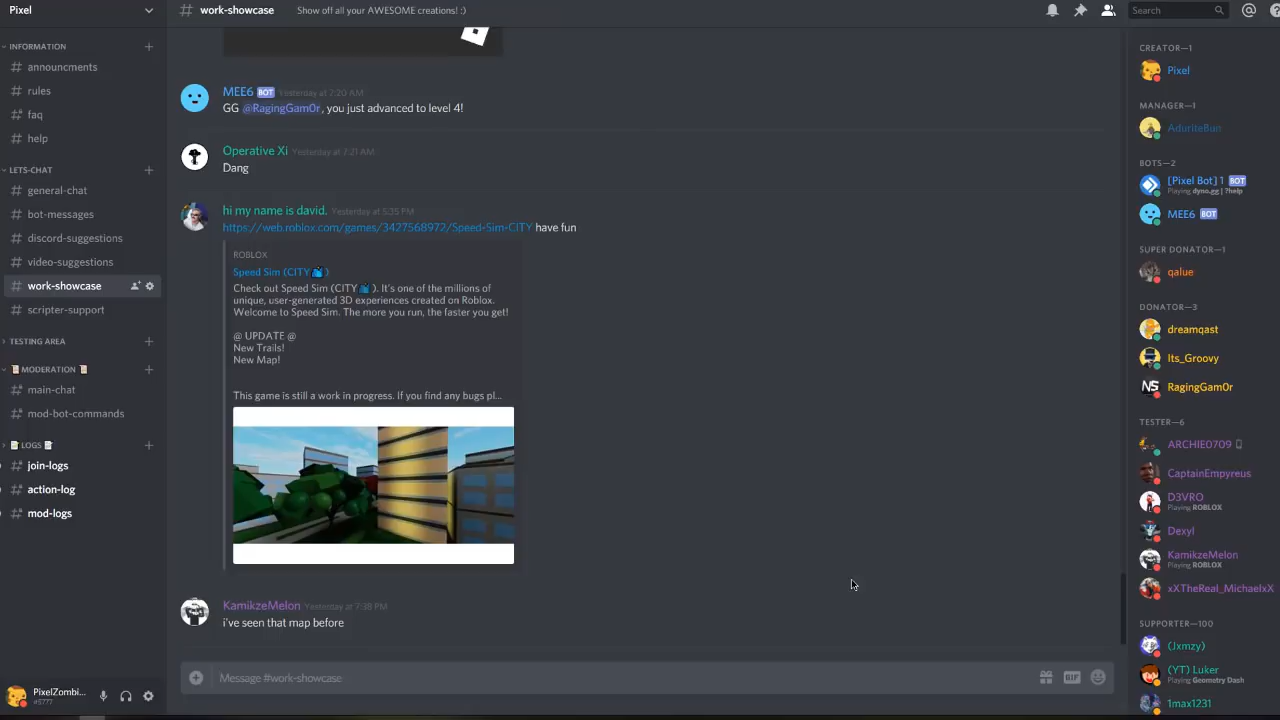 Pixel
work-showcase
Show off all your AWESOME creations! :)
Search
INFORMATION
announcments
rules
faq
help
LETS-CHAT
general-chat
bot-messages
discord-suggestions
video-suggestions
work-showcase
scripter-support
TESTING AREA
MODERATION
main-chat
mod-bot-commands
LOGS
join-logs
action-log
mod-logs
PixelZombi...
#5777
MEE6 BOT Yesterday at 7:20 AM
GG @RagingGam0r, you just advanced to level 4!
Operative Xi Yesterday at 7:21 AM
Dang
hi my name is david. Yesterday at 5:35 PM
https://web.roblox.com/games/3427568972/Speed-Sim-CITY have fun
ROBLOX
Speed Sim (CITY🏙)
Check out Speed Sim (CITY🏙). It's one of the millions of
unique, user-generated 3D experiences created on Roblox.
Welcome to Speed Sim. The more you run, the faster you get!
@ UPDATE @
New Trails!
New Map!
This game is still a work in progress. If you find any bugs pl...
KamikzeMelon Yesterday at 7:38 PM
i've seen that map before
Message #work-showcase
GIF
CREATOR—1
Pixel
MANAGER—1
AduriteBun
BOTS—2
[Pixel Bot] 1 BOT
Playing dyno.gg | ?help
MEE6 BOT
SUPER DONATOR—1
qalue
DONATOR—3
dreamqast
Its_Groovy
NS RagingGam0r
TESTER—6
ARCHIE0709
CaptainEmpyreus
D3VRO
Playing ROBLOX
Dexyl
KamikzeMelon
Playing ROBLOX
xXTheReal_MichaelxX
SUPPORTER—100
(Jxmzy)
(YT) Luker
Playing Geometry Dash
1max1231